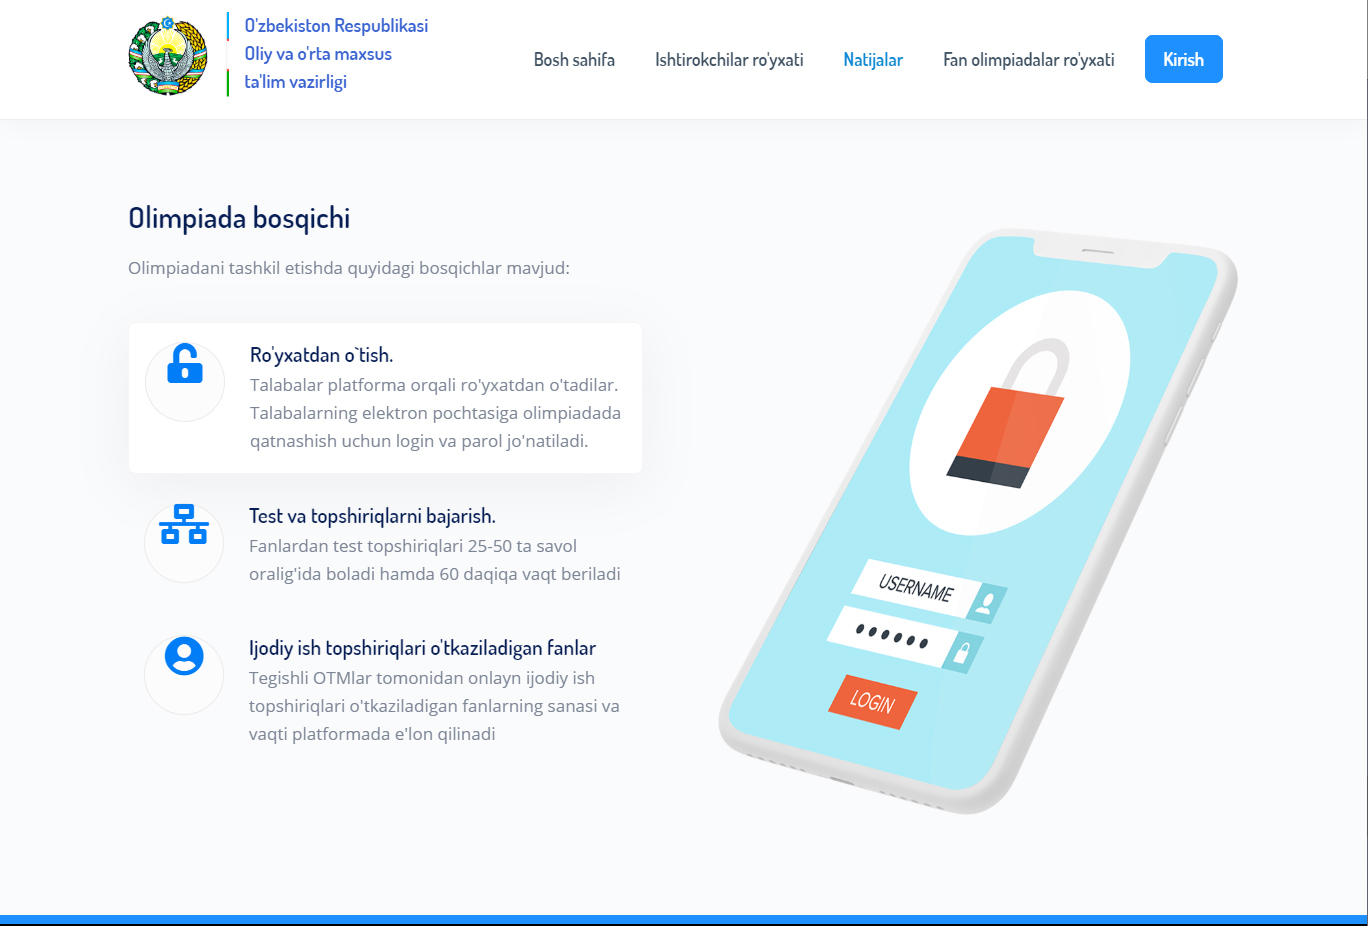 O'zbekiston Respublikasi
Oliy va o'rta maxsus
ta'lim vazirligi
Bosh sahifa
Ishtirokchilar ro'yxati
Natijalar
Fan olimpiadalar ro'yxati
Kirish
Olimpiada bosqichi
Olimpiadani tashkil etishda quyidagi bosqichlar mavjud:
Ro'yxatdan o`tish.
Talabalar platforma orqali ro'yxatdan o'tadilar.
Talabalarning elektron pochtasiga olimpiadada
qatnashish uchun login va parol jo'natiladi.
Test va topshiriqlarni bajarish.
Fanlardan test topshiriqlari 25-50 ta savol
oralig'ida boladi hamda 60 daqiqa vaqt beriladi
Ijodiy ish topshiriqlari o'tkaziladigan fanlar
Tegishli OTMlar tomonidan onlayn ijodiy ish
topshiriqlari o'tkaziladigan fanlarning sanasi va
vaqti platformada e'lon qilinadi
USERNAME
LOGIN